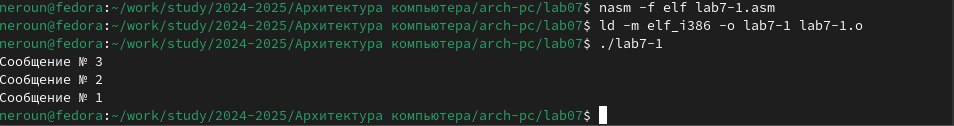 neroun@fedora:~/work/study/2024-2025/Архитектура компьютера/arch-pc/lab07$ nasm -f elf lab7-1.asm
neroun@fedora:~/work/study/2024-2025/Архитектура компьютера/arch-pc/lab07$ ld -m elf_i386 -o lab7-1 lab7-1.o
neroun@fedora:~/work/study/2024-2025/Архитектура компьютера/arch-pc/lab07$ ./lab7-1
Сообщение № 3
Сообщение № 2
Сообщение № 1
neroun@fedora:~/work/study/2024-2025/Архитектура компьютера/arch-pc/lab07$